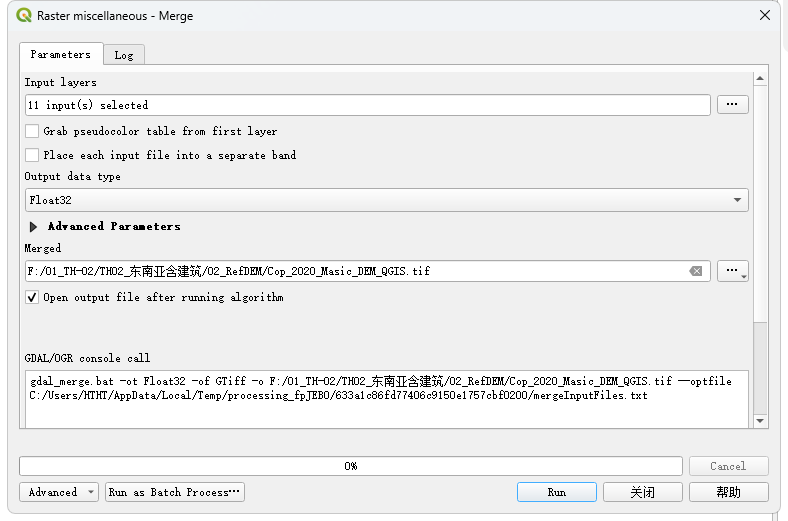 Raster miscellaneous - Merge
Parameters
Log
Input layers
11 input(s) selected
Grab pseudocolor table from first layer
Place each input file into a separate band
Output data type
Float32
Advanced Parameters
Merged
F:/01_TH-02/TH02_东南亚含建筑/02_RefDEM/Cop_2020_Masic_DEM_QGIS.tif
Open output file after running algorithm
GDAL/OGR console call
gdal_merge.bat -ot Float32 -of GTiff -o F:/01_TH-02/TH02_东南亚含建筑/02_RefDEM/Cop_2020_Masic_DEM_QGIS.tif --optfile
C:/Users/HTHT/AppData/Local/Temp/processing_fpJEBO/633a1c86fd77406c9150e1757cbf0200/mergeInputFiles.txt
0%
Cancel
Advanced
Run as Batch Process…
Run
关闭
帮助